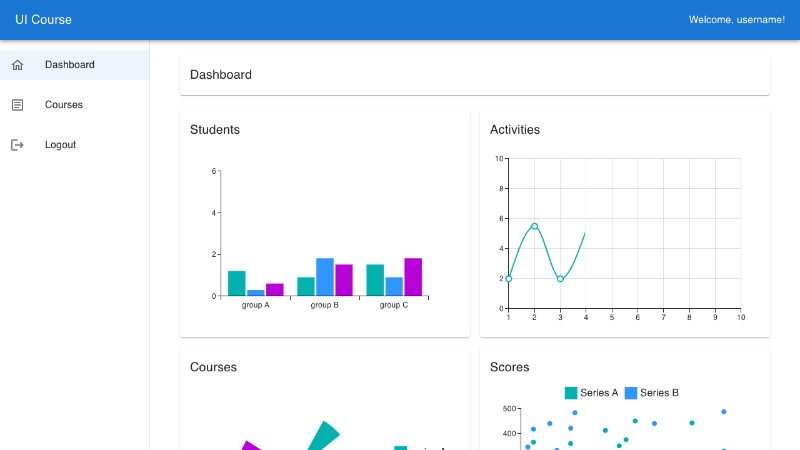 UI Course
Welcome, username!
Dashboard
Courses
Logout
Dashboard
Students
6
4
2
0
group A
group B
group C
Activities
10
8
6
4
2
0
1 2 3 4 5 6 7 8 9 10
Courses
Scores
Series A Series B
500
400